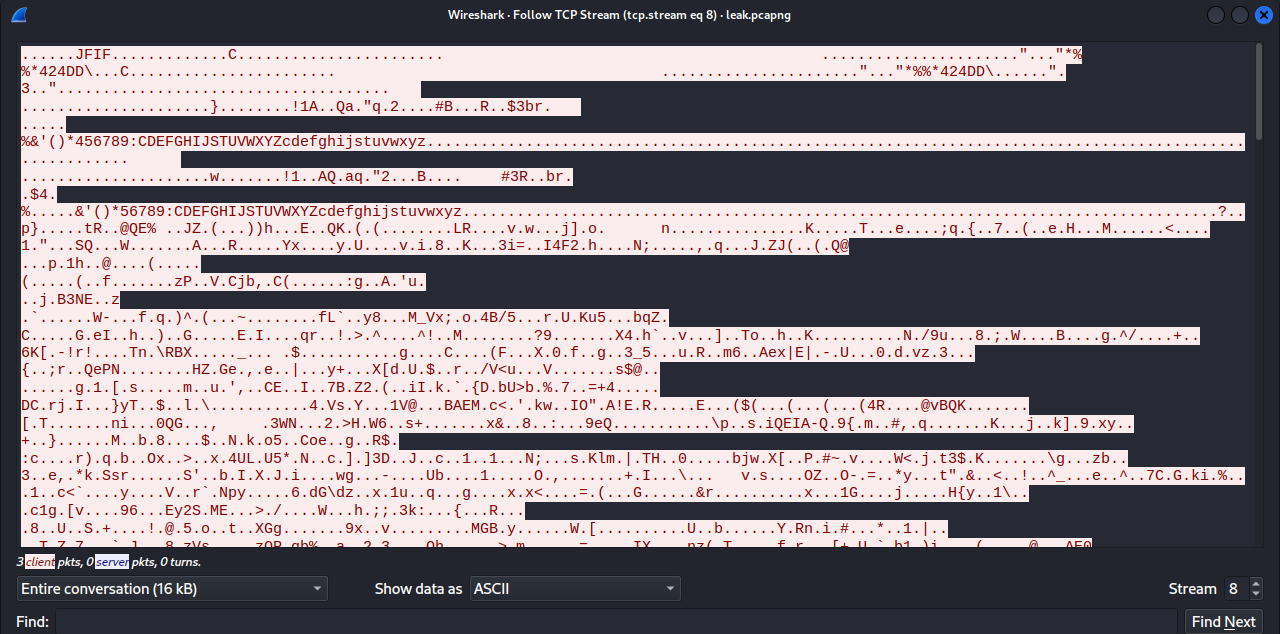 Wireshark · Follow TCP Stream (tcp.stream eq 8) · leak.pcapng
......JFIF.............C....................... ......................"..."*%
%*424DD\...C....................... ......................"..."*%%*424DD\......".
3..".....................................
.....................}........!1A..Qa."q.2....#B...R..$3br.
.....
%&'()*456789:CDEFGHIJSTUVWXYZcdefghijstuvwxyz...........................................................................................
............
.....................w.......!1..AQ.aq."2...B.... #3R..br.
.$4.
%.....&'()*56789:CDEFGHIJSTUVWXYZcdefghijstuvwxyz....................................................................................?..
p}.....tR..@QE% ..JZ.(...))h...E..QK.(.(........LR....v.w...j].o. n...............K.....T...e....;q.{..7..(..e.H...M......<....
1."...SQ...W.......A...R.....Yx....y.U....v.i.8..K...3i=..I4F2.h....N;....,.q...J.ZJ(..(.Q@
...p.1h..@....(.....
(.....(..f.......zP..V.Cjb,.C(......:g..A.'u.
..j.B3NE..z
.`......W-...f.q.)^.(...~........fL`..y8...M_Vx;.o.4B/5...r.U.Ku5...bqZ.
C.....G.eI..h..)..G......E.I....qr..!.>.^....^!..M........?9.......X4.h`..v...]..To..h..K..........N./9u...8.;.W....B....g.^/....+..
6K[.-!r!....Tn.\RBX....._.....$...........g....C....(F...X.0.f..g..3_5...u.R..m6..Aex|E|.-.U...0.d.vz.3...
{..;r..QePN........HZ.Ge.,.e..|...y+...X[d.U.$..r../V<u...V.......s$@..
......g.1.[.s.....m..u.',..CE..I..7B.Z2.(..iI.k.`.{D.bU>b.%.7..=+4.....
DC.rj.I...}yT..$..l.\...........4.Vs.Y...1V@...BAEM.c<.'.kw..IO".A!E.R.....E...($(...(...(...(4R....@vBQK.......
[.T.......ni...0QG..., .3WN...2.>H.W6..s+.......x&..8..:...9eQ...........\p..s.iQEIA-Q.9{.m..#,.q.......K...j..k].9.xy..
+..}......M..b.8....$..N.k.o5..Coe..g..R$.
:c....r).q.b..Ox..>..x.4UL.U5*.N..c.].]3D..J..c..1..1...N;...s.Klm.|.TH..0.....bjw.X[..P.#~.v....W<.j.t3$.K.......\g...zb..
3..e,.*k.Ssr......S'..b.I.X.J.i....wg...-....Ub....1.....O.,.......+.I...\ v.s....OZ..O-.=..*y...t".&..<..!..^_...e..^..7C.G.ki.%..
.1..c<`....y....V..r`.Npy.....6.dG\dz..x.1u..q...g....x.x<....=.(...G......&r..........x...1G....j.....H{y..1\..
.c1g.[v....96...Ey2S.ME...>./....W...h.;;.3k:...{...R...
.8..U..S.+....!.@.5.o..t..XGg.......9x..v.........MGB.y......W.[..........U..b......Y.Rn.i.#...*..1.|..
3 client pkts, 0 server pkts, 0 turns.
Entire conversation (16 kB) Show data as ASCII Stream 8
Find: Find Next